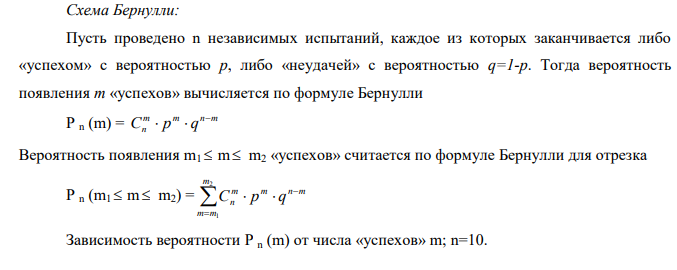 Схема Бернулли:
Пусть проведено n независимых испытаний, каждое из которых заканчивается либо
«успехом» с вероятностью p, либо «неудачей» с вероятностью q=1-p. Тогда вероятность
появления m «успехов» вычисляется по формуле Бернулли
P n (m) = C_n^m · p^m · q^{n−m}
Вероятность появления m₁≤ m≤ m₂ «успехов» считается по формуле Бернулли для отрезка
P n (m₁≤ m≤ m₂) = ∑_{m=m₁}^{m₂} C_n^m · p^m · q^{n−m}
Зависимость вероятности P n (m) от числа «успехов» m; n=10.